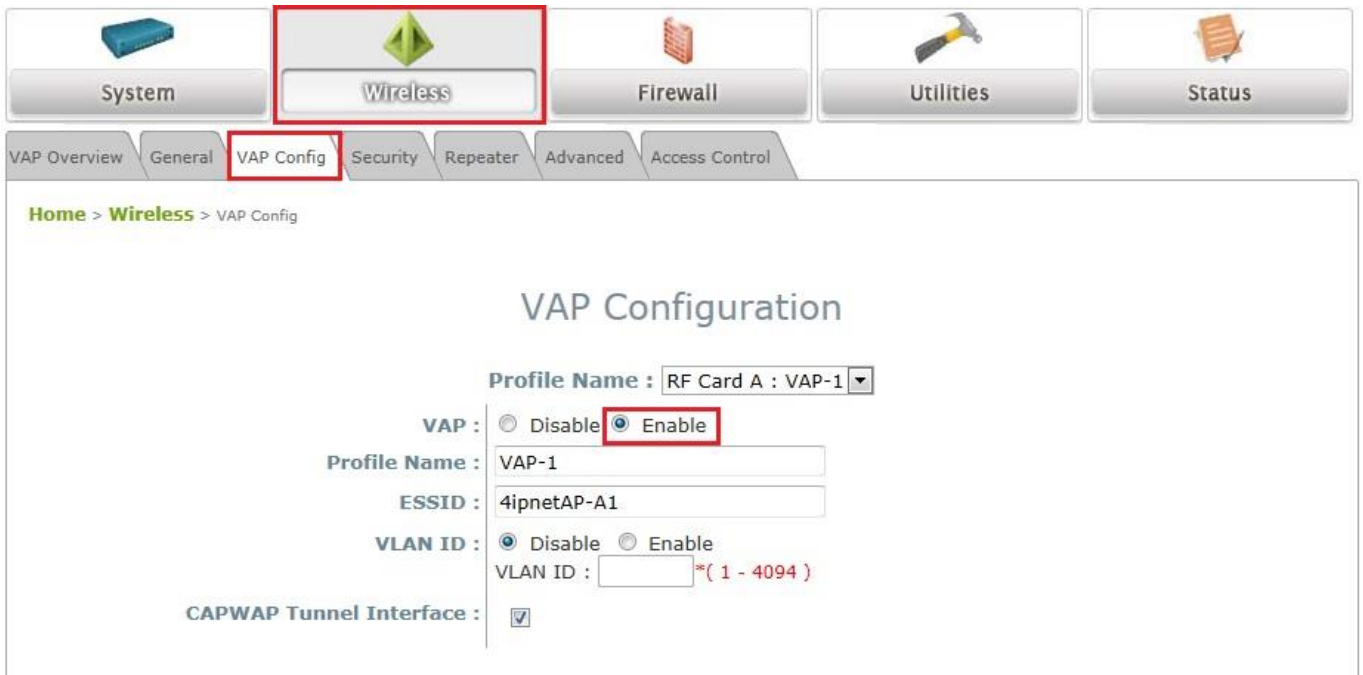 System Wireless Firewall Utilities Status
VAP Overview General VAP Config Security Repeater Advanced Access Control
Home > Wireless > VAP Config
VAP Configuration
Profile Name : RF Card A : VAP-1
VAP : Disable Enable
Profile Name : VAP-1
ESSID : 4ipnetAP-A1
VLAN ID : Disable Enable
VLAN ID : *( 1 - 4094 )
CAPWAP Tunnel Interface :